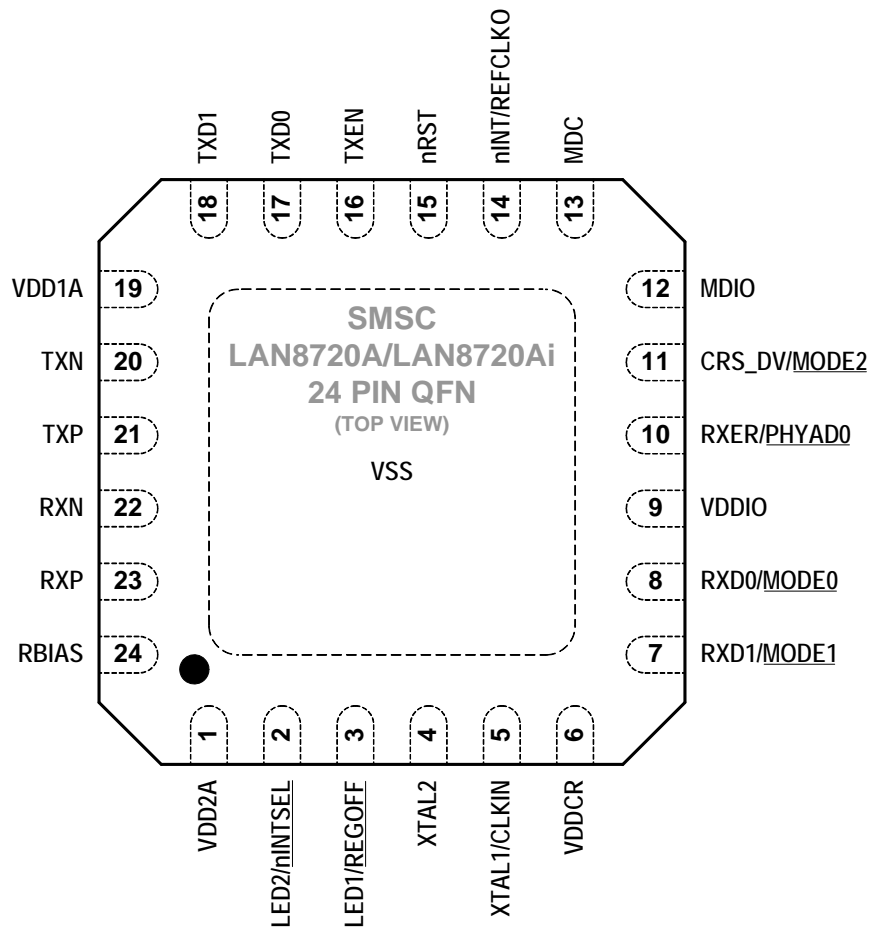 TXD1
TXD0
TXEN
nRST
nINT/REFCLKO
MDC
18
17
16
15
14
13
VDD1A 19
TXN 20
TXP 21
RXN 22
RXP 23
RBIAS 24
SMSC
LAN8720A/LAN8720Ai
24 PIN QFN
(TOP VIEW)
VSS
12 MDIO
11 CRS_DV/MODE2
10 RXER/PHYAD0
9 VDDIO
8 RXD0/MODE0
7 RXD1/MODE1
1
2
3
4
5
6
VDD2A
LED2/nINTSEL
LED1/REGOFF
XTAL2
XTAL1/CLKIN
VDDCR